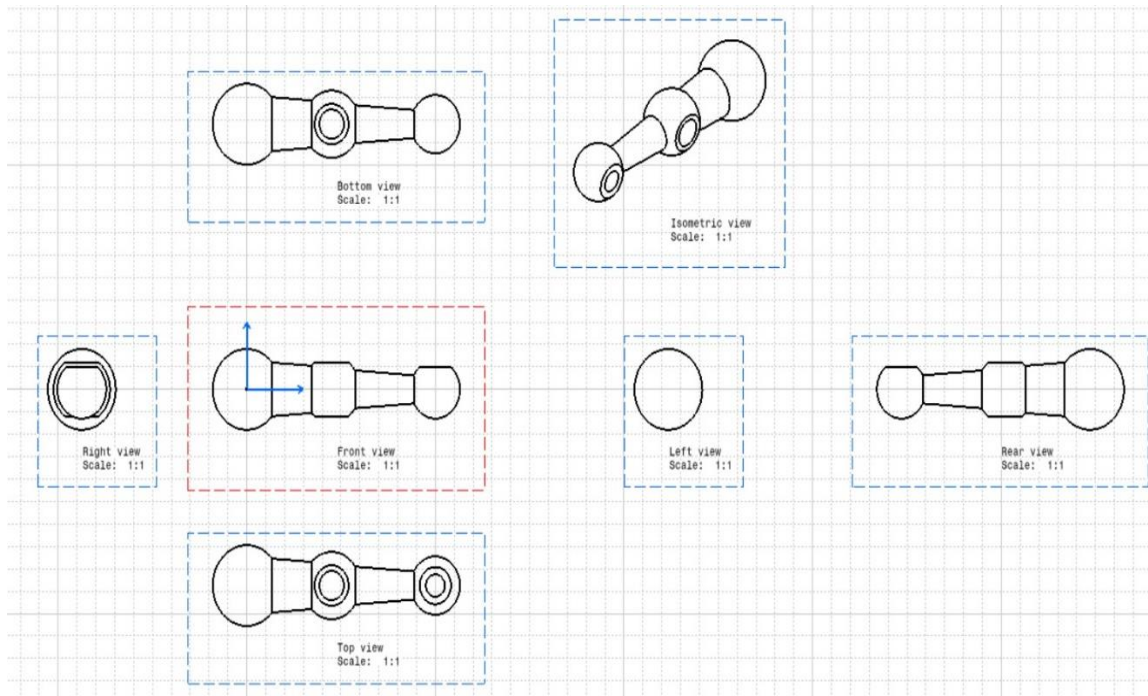 Bottom view
Scale:  1:1
Isometric view
Scale:  1:1
Right view
Scale:  1:1
Front view
Scale:  1:1
Left view
Scale:  1:1
Rear view
Scale:  1:1
Top view
Scale:  1:1